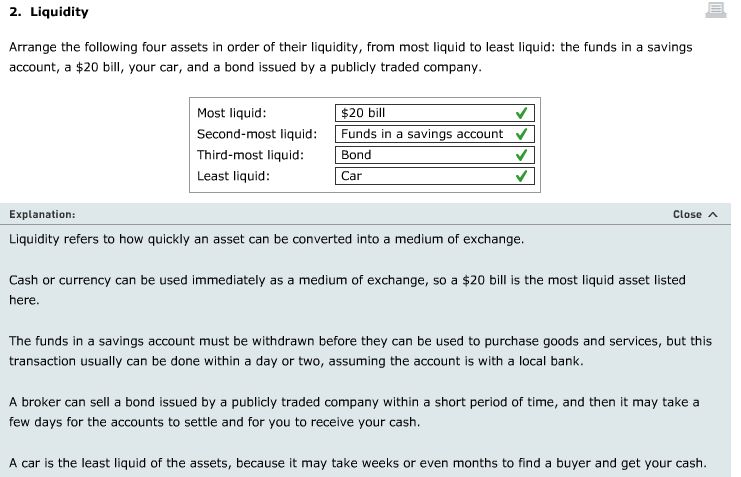 2. Liquidity
Arrange the following four assets in order of their liquidity, from most liquid to least liquid: the funds in a savings
account, a $20 bill, your car, and a bond issued by a publicly traded company.
Most liquid: $20 bill
Second-most liquid: Funds in a savings account
Third-most liquid: Bond
Least liquid: Car
Explanation: Close
Liquidity refers to how quickly an asset can be converted into a medium of exchange.
Cash or currency can be used immediately as a medium of exchange, so a $20 bill is the most liquid asset listed
here.
The funds in a savings account must be withdrawn before they can be used to purchase goods and services, but this
transaction usually can be done within a day or two, assuming the account is with a local bank.
A broker can sell a bond issued by a publicly traded company within a short period of time, and then it may take a
few days for the accounts to settle and for you to receive your cash.
A car is the least liquid of the assets, because it may take weeks or even months to find a buyer and get your cash.